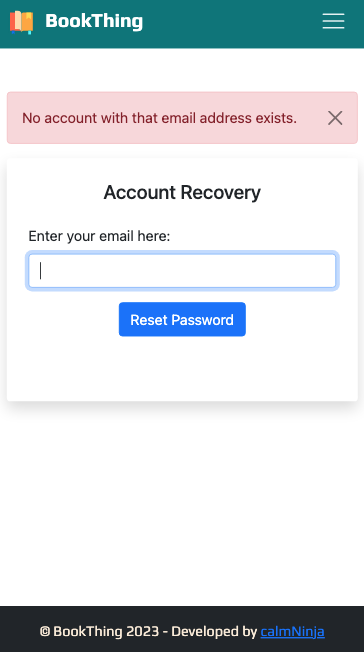 BookThing
No account with that email address exists.
Account Recovery
Enter your email here:
Reset Password
© BookThing 2023 - Developed by calmNinja